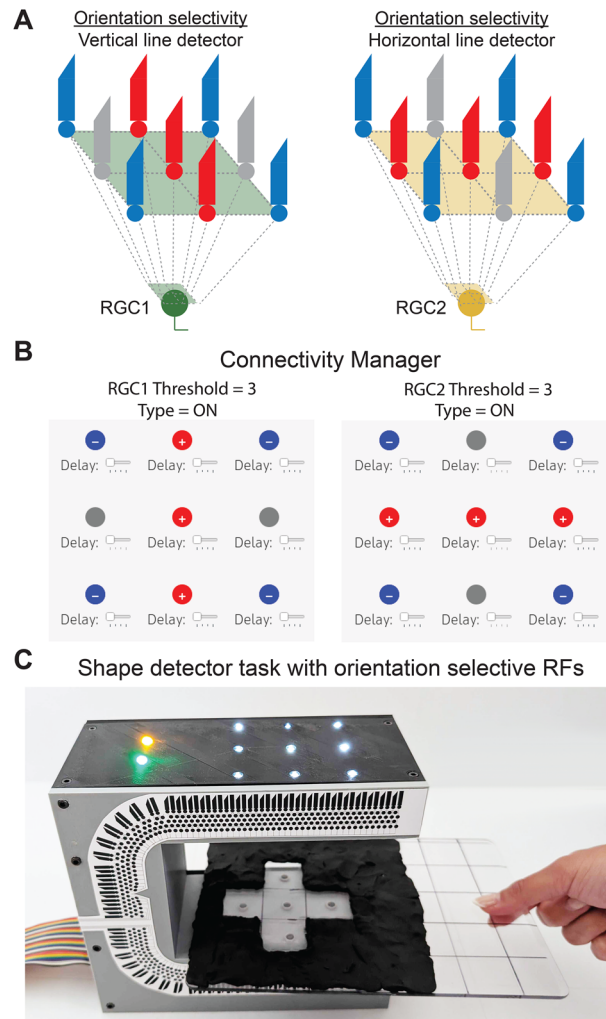 A
Orientation selectivity
Vertical line detector
Orientation selectivity
Horizontal line detector
RGC1
RGC2
B
Connectivity Manager
RGC1 Threshold = 3
Type = ON
RGC2 Threshold = 3
Type = ON
− + −
− −
Delay: Delay: Delay:
Delay: Delay: Delay:
+
+ + +
Delay: Delay: Delay:
Delay: Delay: Delay:
− + −
− −
Delay: Delay: Delay:
Delay: Delay: Delay:
C
Shape detector task with orientation selective RFs